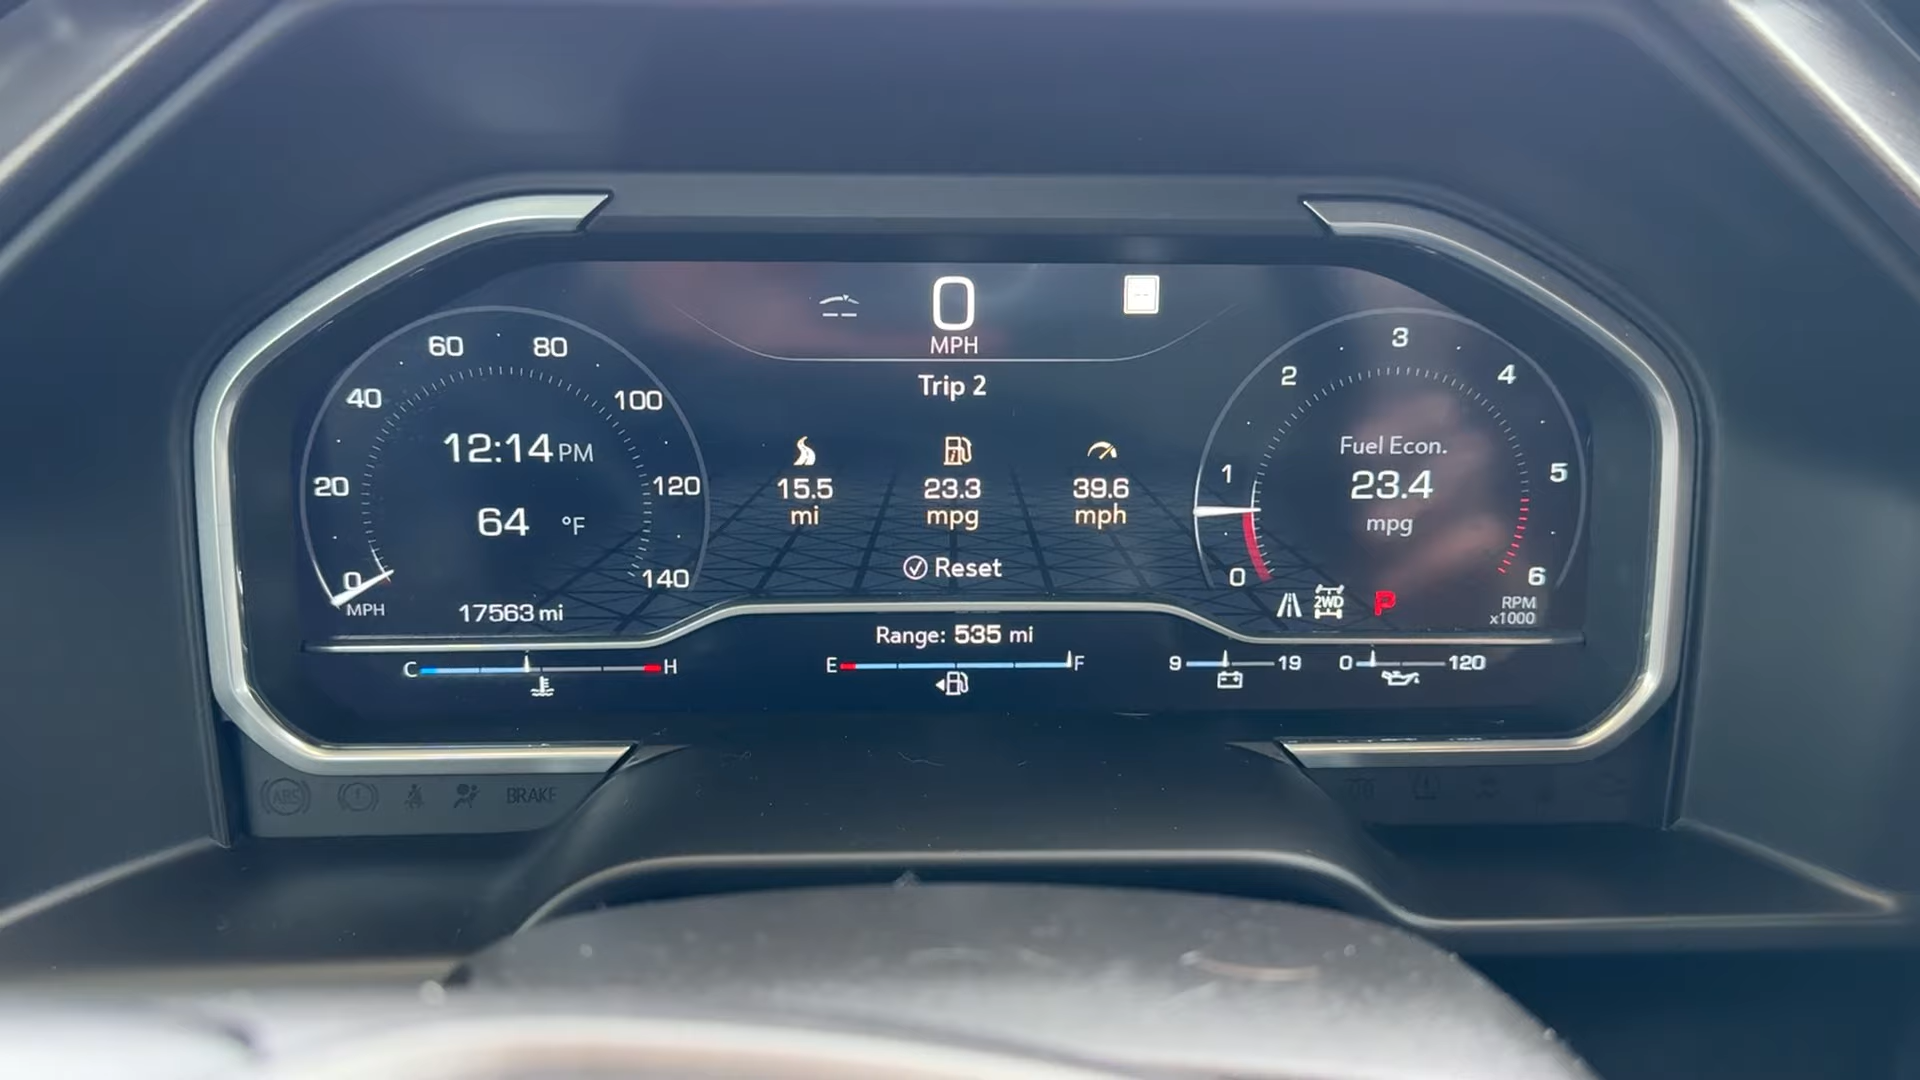 0
MPH
Trip 2
60 80
40 100
20 120
0 140
MPH
12:14 PM
64 °F
17563 mi
15.5 23.3 39.6
mi mpg mph
Reset
3
2 4
1 5
0 6
Fuel Econ.
23.4
mpg
2WD P
RPM
x1000
Range: 535 mi
C H
E F
9 19
0 120
ABS BRAKE